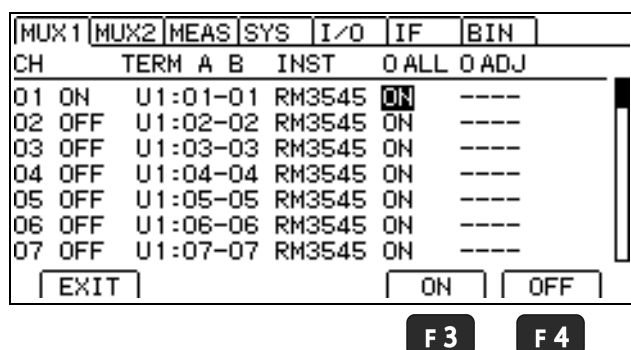 MUX1 MUX2 MEAS SYS I/O IF BIN
CH TERM A B INST 0 ALL 0 ADJ
01 ON U1:01-01 RM3545 ON ----
02 OFF U1:02-02 RM3545 ON ----
03 OFF U1:03-03 RM3545 ON ----
04 OFF U1:04-04 RM3545 ON ----
05 OFF U1:05-05 RM3545 ON ----
06 OFF U1:06-06 RM3545 ON ----
07 OFF U1:07-07 RM3545 ON ----
EXIT ON OFF
F 3 F 4